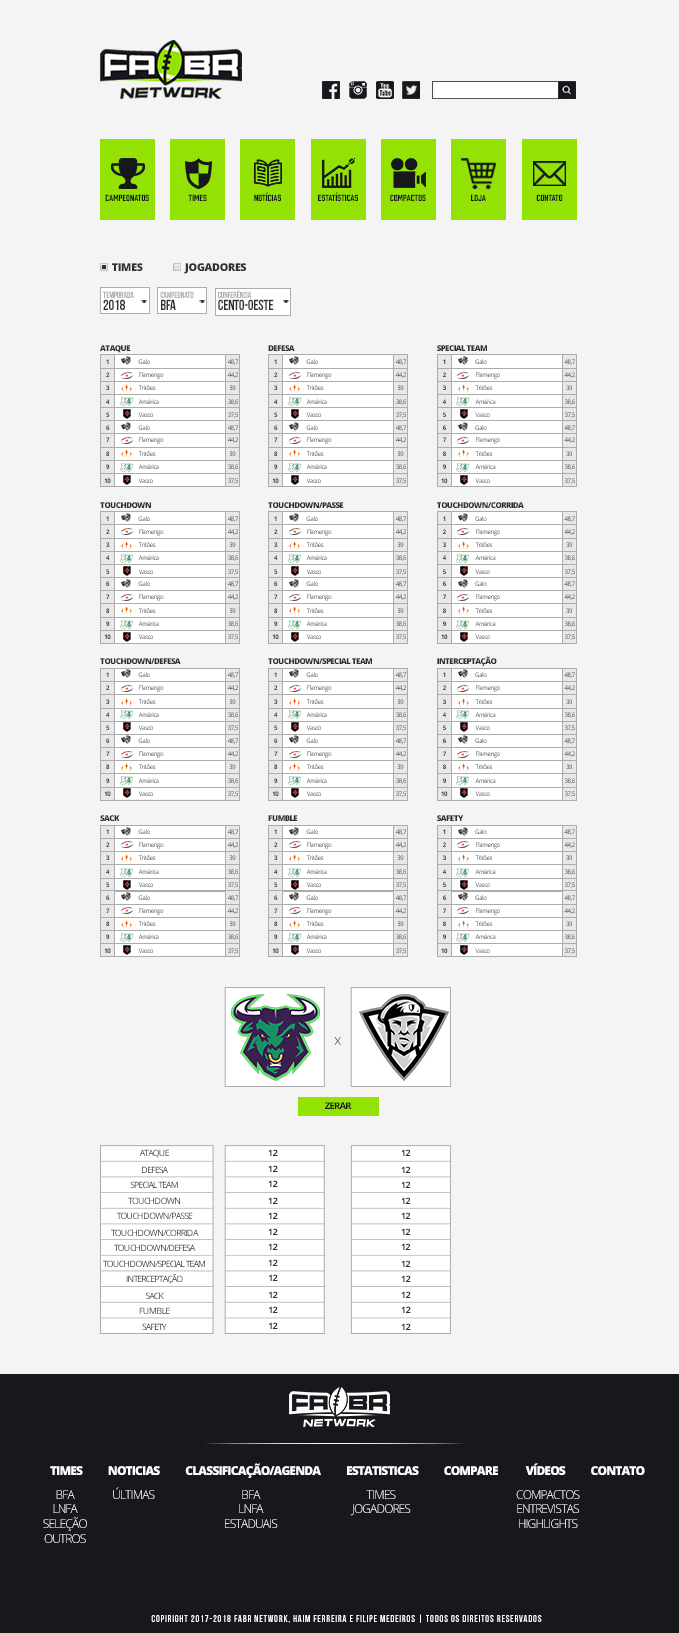 FABR
NETWORK
You
Tube
CAMPEONATOS TIMES NOTÍCIAS ESTATÍSTICAS COMPACTOS LOJA CONTATO
TIMES JOGADORES
TEMPORADA CAMPEONATO CONFERÊNCIA
2018 BFA CENTO-OESTE
ATAQUE DEFESA SPECIAL TEAM
1 Galo 48,7 1 Galo 48,7 1 Galo 48,7
2 Flamengo 44,2 2 Flamengo 44,2 2 Flamengo 44,2
3 Tritões 39 3 Tritões 39 3 Tritões 39
4 América 38,6 4 América 38,6 4 América 38,6
5 Vasco 37,5 5 Vasco 37,5 5 Vasco 37,5
6 Galo 48,7 6 Galo 48,7 6 Galo 48,7
7 Flamengo 44,2 7 Flamengo 44,2 7 Flamengo 44,2
8 Tritões 39 8 Tritões 39 8 Tritões 39
9 América 38,6 9 América 38,6 9 América 38,6
10 Vasco 37,5 10 Vasco 37,5 10 Vasco 37,5
TOUCHDOWN TOUCHDOWN/PASSE TOUCHDOWN/CORRIDA
1 Galo 48,7 1 Galo 48,7 1 Galo 48,7
2 Flamengo 44,2 2 Flamengo 44,2 2 Flamengo 44,2
3 Tritões 39 3 Tritões 39 3 Tritões 39
4 América 38,6 4 América 38,6 4 América 38,6
5 Vasco 37,5 5 Vasco 37,5 5 Vasco 37,5
6 Galo 48,7 6 Galo 48,7 6 Galo 48,7
7 Flamengo 44,2 7 Flamengo 44,2 7 Flamengo 44,2
8 Tritões 39 8 Tritões 39 8 Tritões 39
9 América 38,6 9 América 38,6 9 América 38,6
10 Vasco 37,5 10 Vasco 37,5 10 Vasco 37,5
TOUCHDOWN/DEFESA TOUCHDOWN/SPECIAL TEAM INTERCEPTAÇÃO
1 Galo 48,7 1 Galo 48,7 1 Galo 48,7
2 Flamengo 44,2 2 Flamengo 44,2 2 Flamengo 44,2
3 Tritões 39 3 Tritões 39 3 Tritões 39
4 América 38,6 4 América 38,6 4 América 38,6
5 Vasco 37,5 5 Vasco 37,5 5 Vasco 37,5
6 Galo 48,7 6 Galo 48,7 6 Galo 48,7
7 Flamengo 44,2 7 Flamengo 44,2 7 Flamengo 44,2
8 Tritões 39 8 Tritões 39 8 Tritões 39
9 América 38,6 9 América 38,6 9 América 38,6
10 Vasco 37,5 10 Vasco 37,5 10 Vasco 37,5
SACK FUMBLE SAFETY
1 Galo 48,7 1 Galo 48,7 1 Galo 48,7
2 Flamengo 44,2 2 Flamengo 44,2 2 Flamengo 44,2
3 Tritões 39 3 Tritões 39 3 Tritões 39
4 América 38,6 4 América 38,6 4 América 38,6
5 Vasco 37,5 5 Vasco 37,5 5 Vasco 37,5
6 Galo 48,7 6 Galo 48,7 6 Galo 48,7
7 Flamengo 44,2 7 Flamengo 44,2 7 Flamengo 44,2
8 Tritões 39 8 Tritões 39 8 Tritões 39
9 América 38,6 9 América 38,6 9 América 38,6
10 Vasco 37,5 10 Vasco 37,5 10 Vasco 37,5
X
ZERAR
ATAQUE 12 12
DEFESA 12 12
SPECIAL TEAM 12 12
TOUCHDOWN 12 12
TOUCHDOWN/PASSE 12 12
TOUCHDOWN/CORRIDA 12 12
TOUCHDOWN/DEFESA 12 12
TOUCHDOWN/SPECIAL TEAM 12 12
INTERCEPTAÇÃO 12 12
SACK 12 12
FUMBLE 12 12
SAFETY 12 12
FABR
NETWORK
TIMES NOTICIAS CLASSIFICAÇÃO/AGENDA ESTATISTICAS COMPARE VÍDEOS CONTATO
BFA ÚLTIMAS BFA TIMES COMPACTOS
LNFA LNFA JOGADORES ENTREVISTAS
SELEÇÃO ESTADUAIS HIGHLIGHTS
OUTROS
COPIRIGHT 2017-2018 FABR NETWORK, HAIM FERREIRA E FILIPE MEDEIROS | TODOS OS DIREITOS RESERVADOS